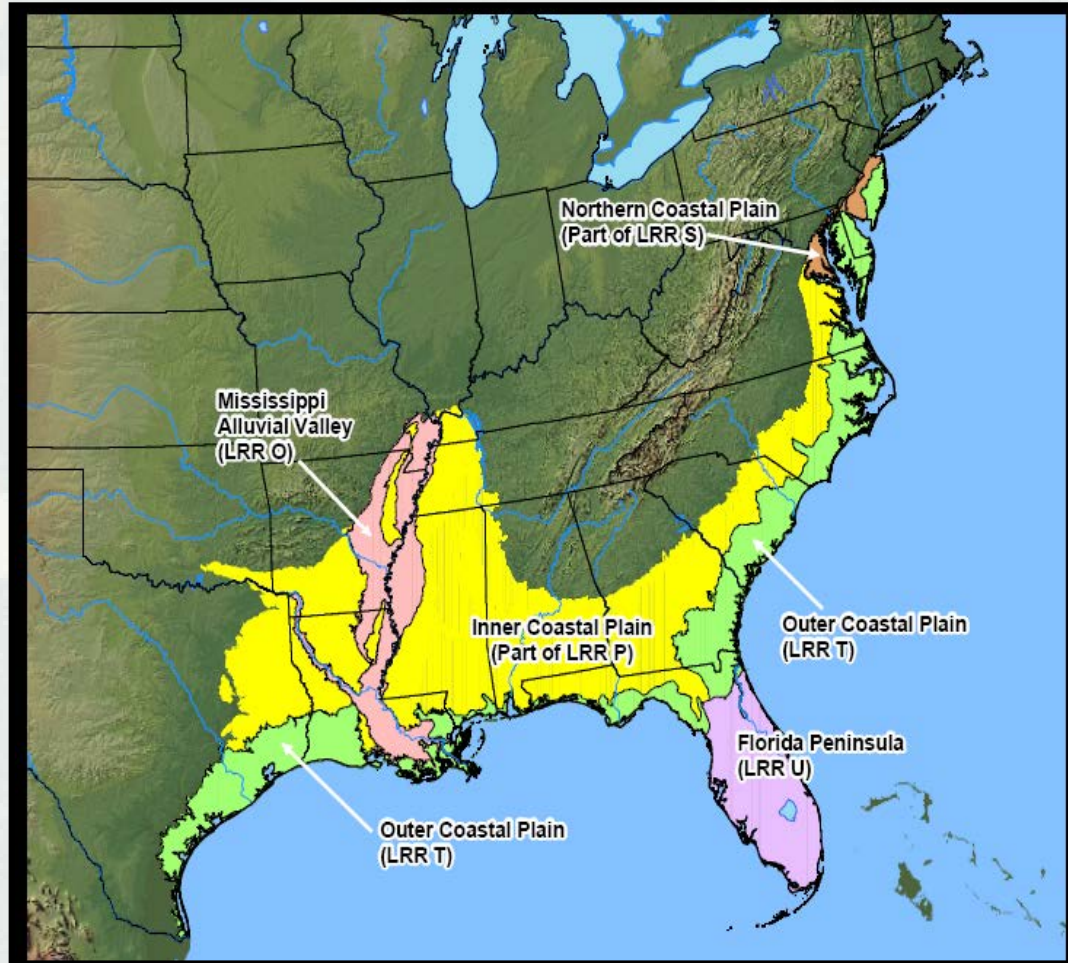 Northern Coastal Plain
(Part of LRR S)
Mississippi
Alluvial Valley
(LRR O)
Inner Coastal Plain
(Part of LRR P)
Outer Coastal Plain
(LRR T)
Florida Peninsula
(LRR U)
Outer Coastal Plain
(LRR T)